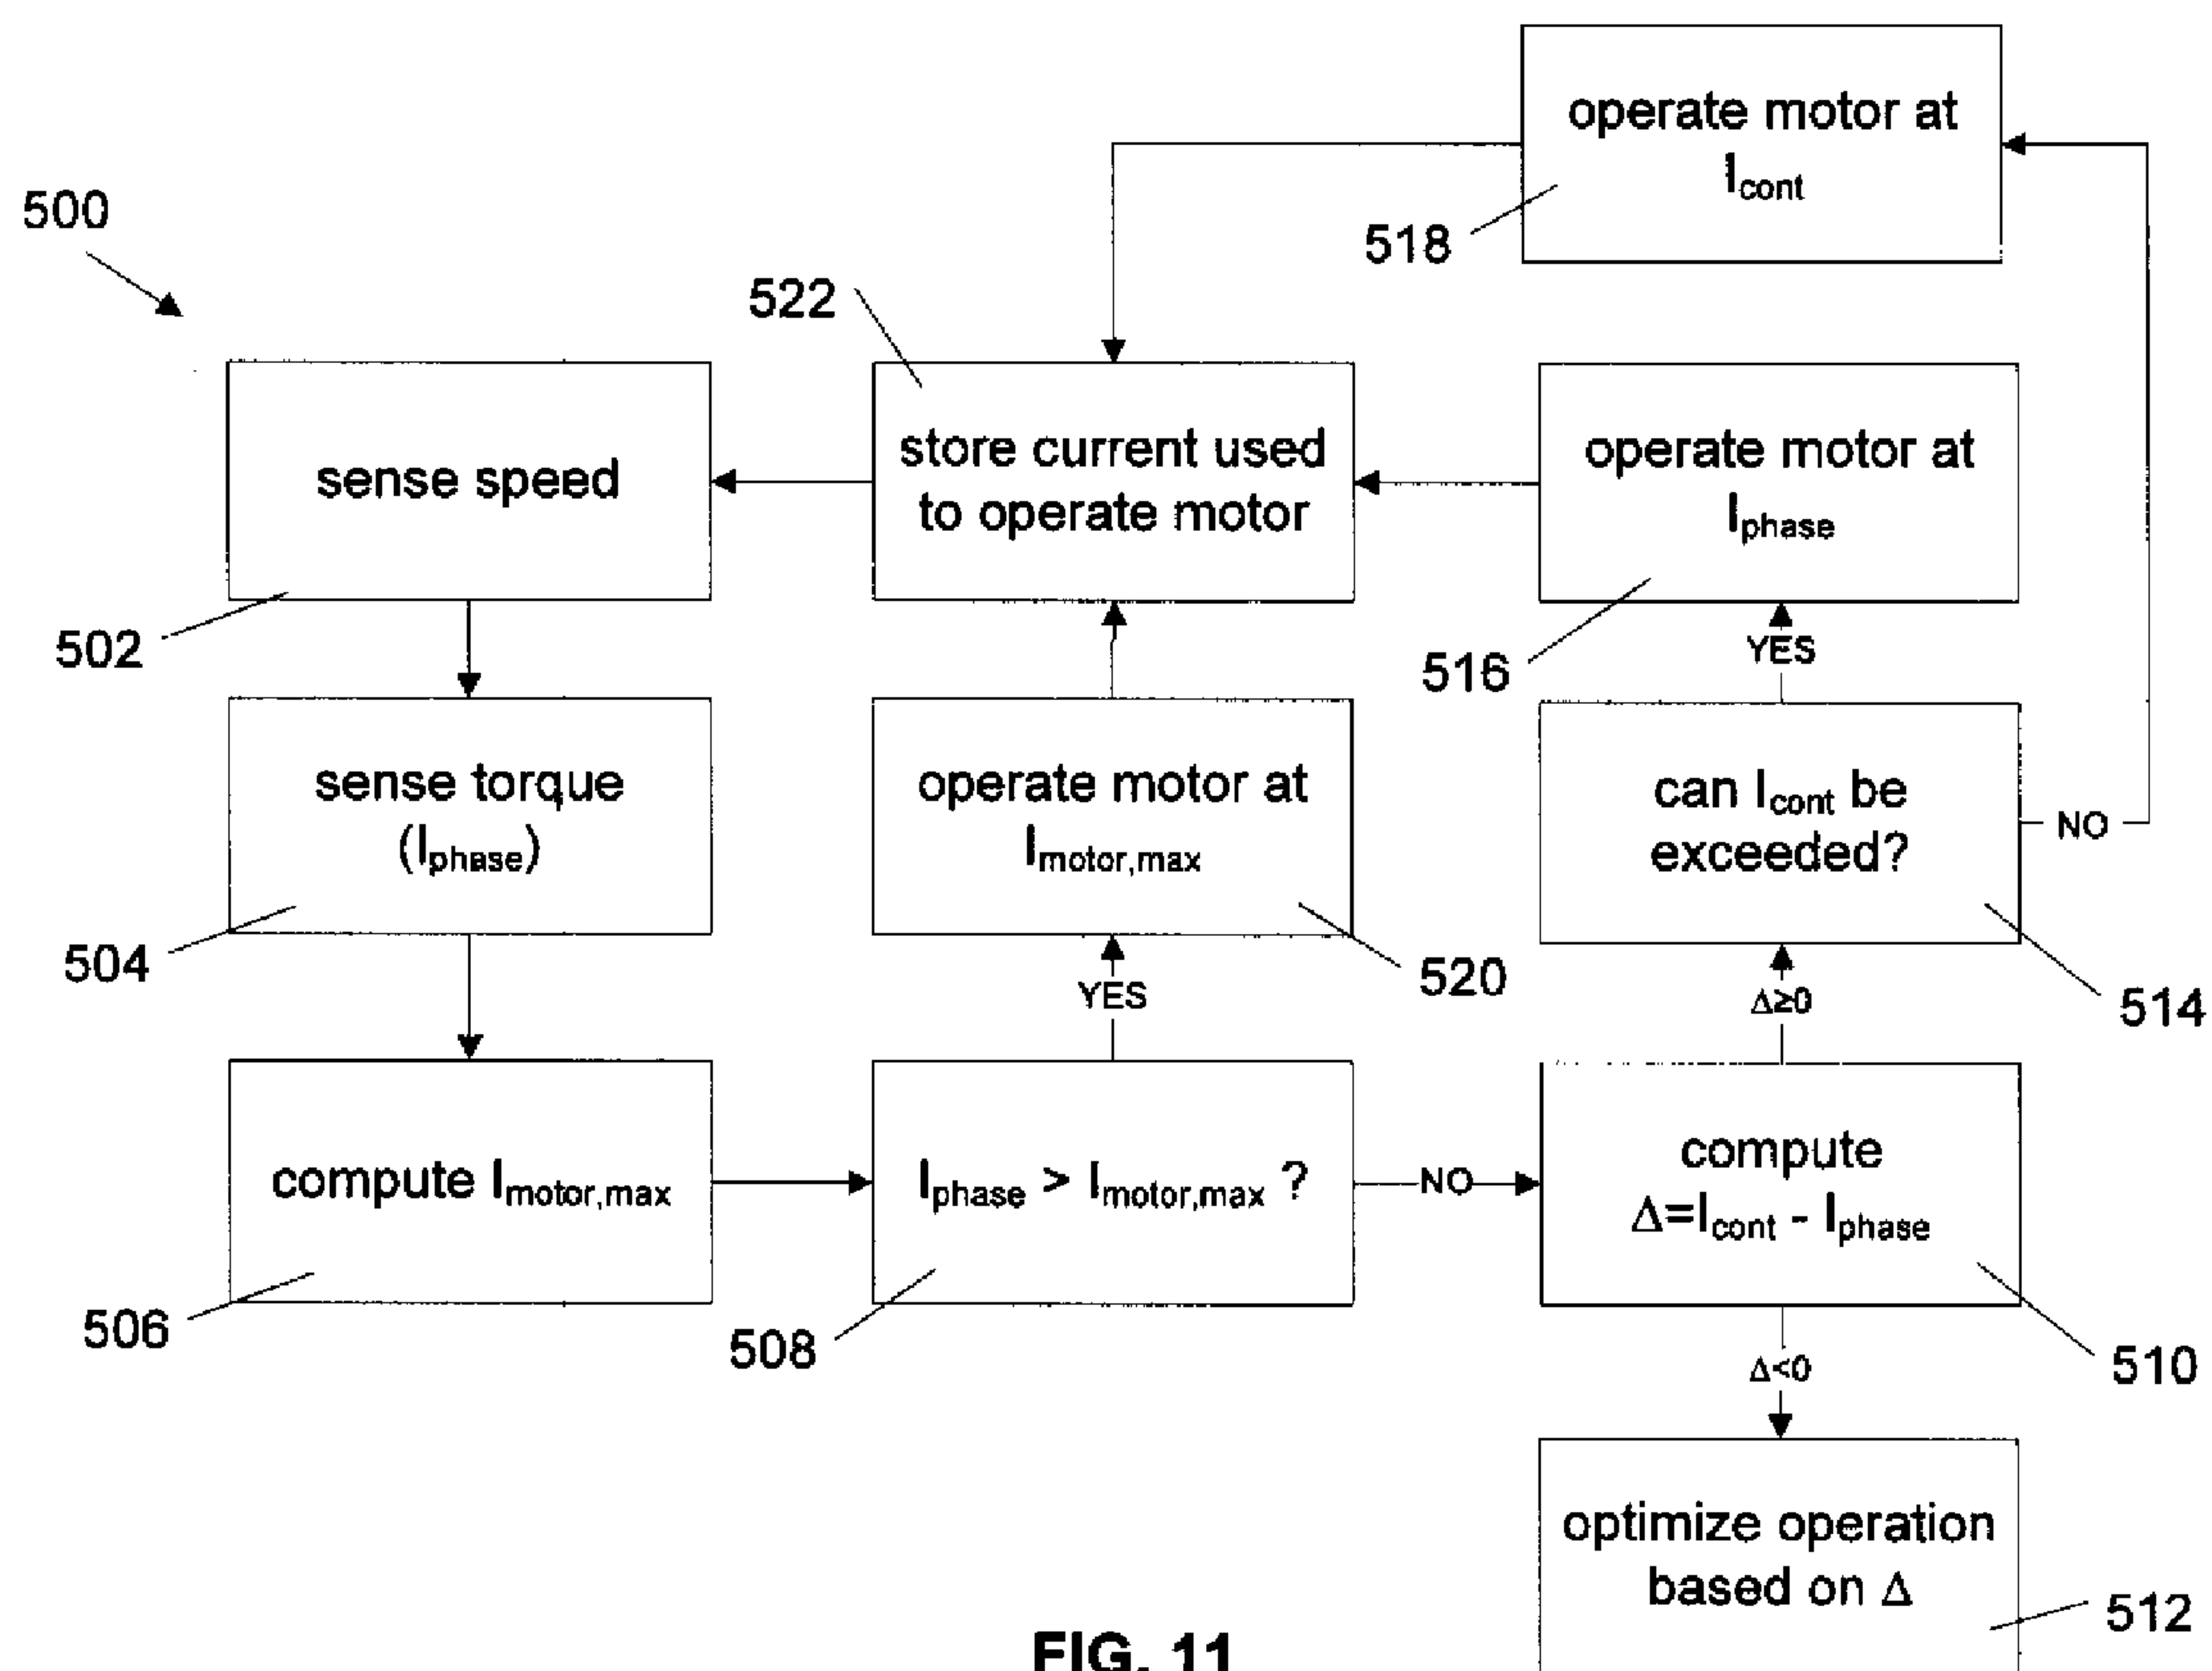 operate motor at
Icont
518
500
522
sense speed
502
store current used
to operate motor
operate motor at
Iphase
516
YES
sense torque
(Iphase)
504
operate motor at
Imotor,max
520
YES
can Icont be
exceeded?
NO
514
Δ≥0
compute Imotor,max
506
Iphase > Imotor,max ?
508
NO
compute
Δ=Icont - Iphase
510
Δ<0
optimize operation
based on Δ
512
FIG. 11